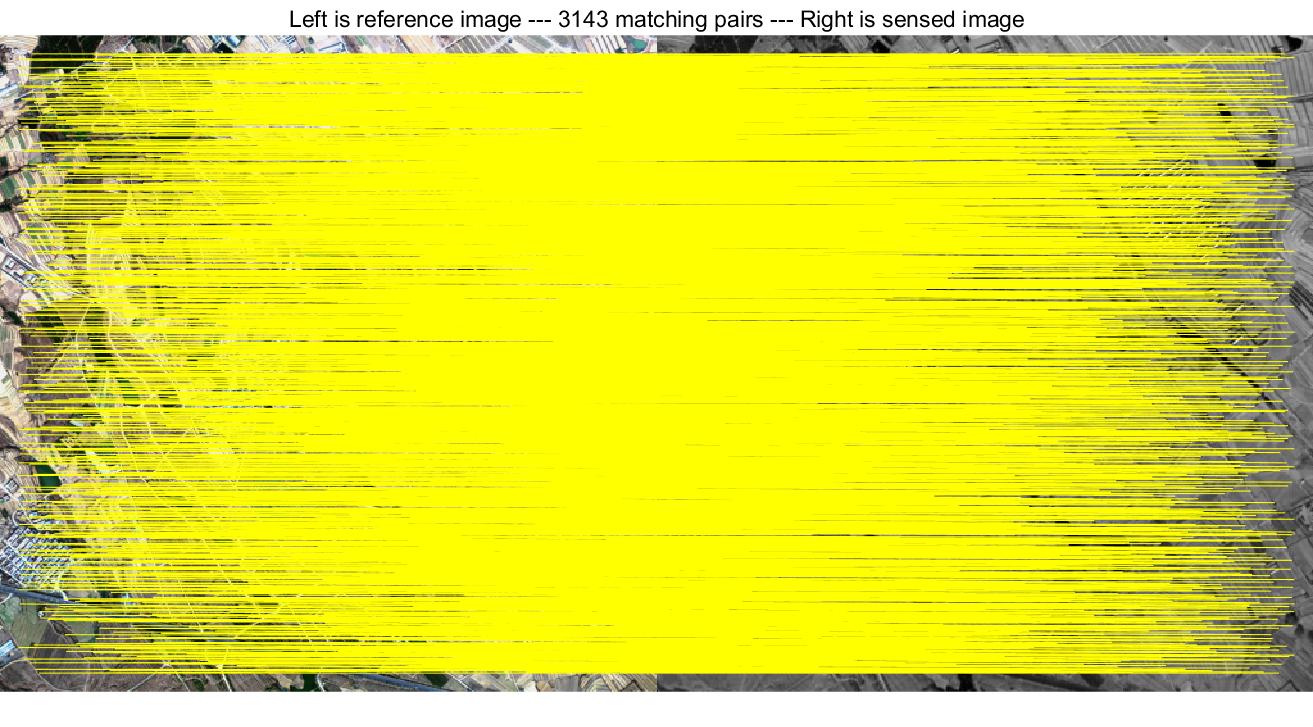 Left is reference image --- 3143 matching pairs --- Right is sensed image